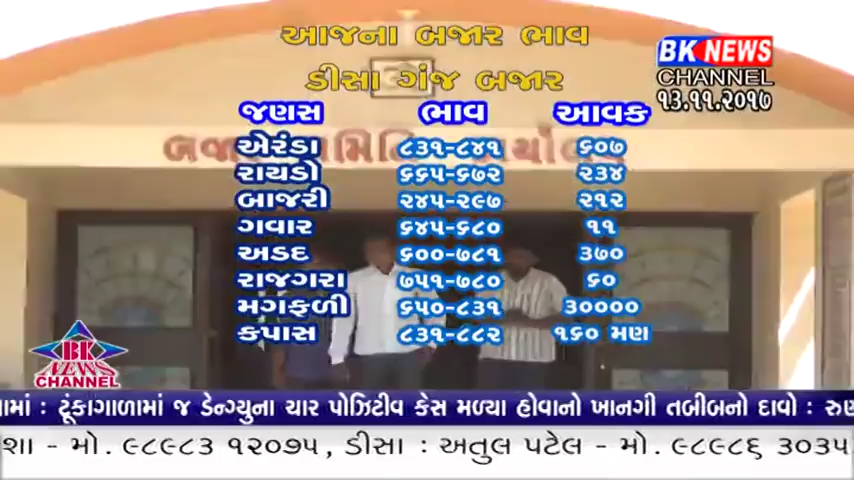 આજના બજાર ભાવ
ડીસા ગંજ બજાર
BK NEWS
CHANNEL
૧૩.૧૧.૨૦૧૭
જણસ ભાવ આવક
એરંડા ૮૩૧-૮૪૧ ૬૦૭
રાયડો ૬૬૫-૬૭૨ ૨૩૪
બાજરી ૨૪૫-૨૯૭ ૨૧૨
ગવાર ૬૪૫-૬૮૦ ૧૧
અડદ ૬૦૦-૭૮૧ ૩૭૦
રાજગરા ૭૫૧-૭૮૦ ૬૦
મગફળી ૬૫૦-૮૩૧ ૩૦૦૦૦
કપાસ ૮૩૧-૮૮૨ ૧૬૦ મણ
BK
NEWS
CHANNEL
: ટૂંકાગાળામાં જ ડેન્ગ્યુના ચાર પોઝિટીવ કેસ મળ્યા હોવાનો ખાનગી તબીબનો દાવો :
શા - મો. ૯૮૯૮૩ ૧૨૦૭૫, ડીસા : અતુલ પટેલ - મો. ૯૮૯૮૬ ૩૦૩૫